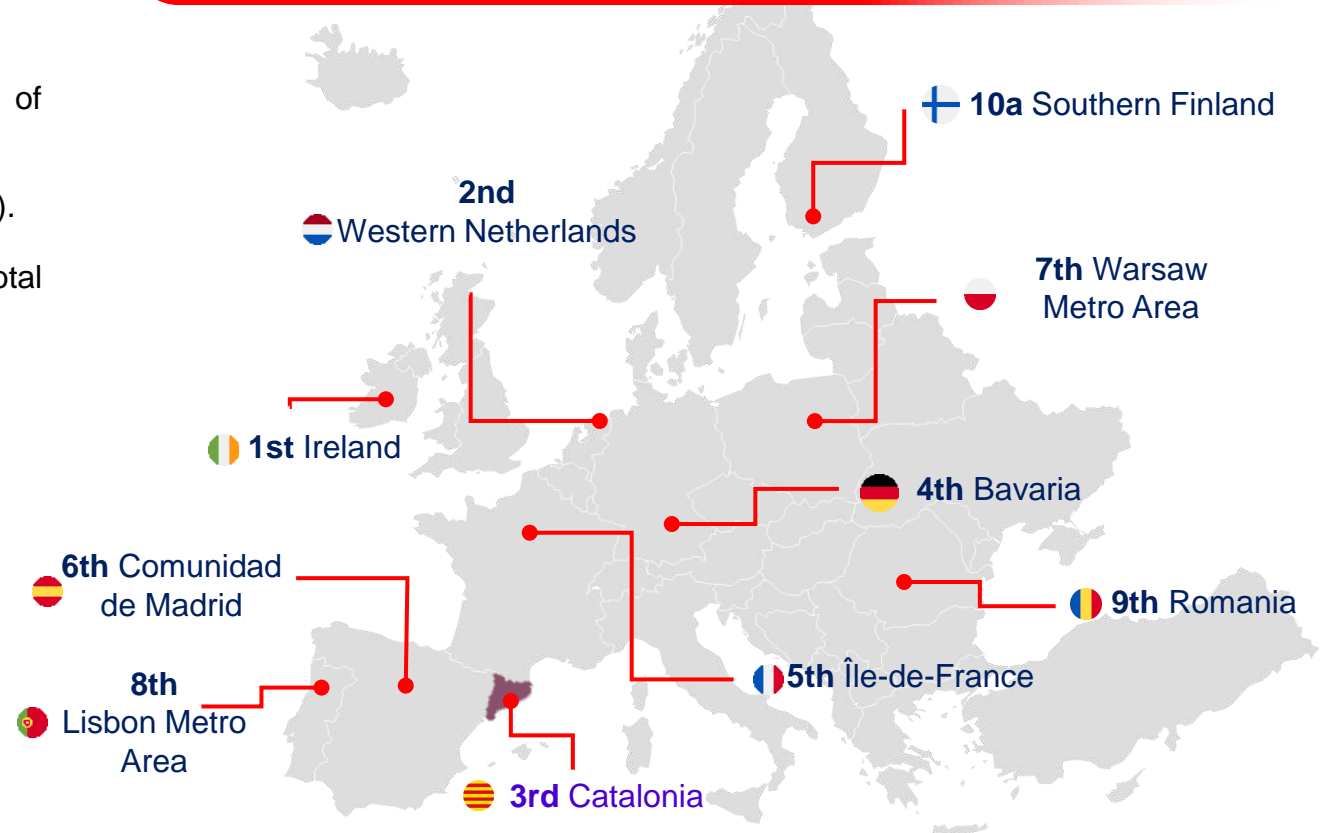 of
).
otal
10a Southern Finland
2nd
Western Netherlands
7th Warsaw
Metro Area
1st Ireland
4th Bavaria
6th Comunidad
de Madrid
9th Romania
5th Île-de-France
8th
Lisbon Metro
Area
3rd Catalonia